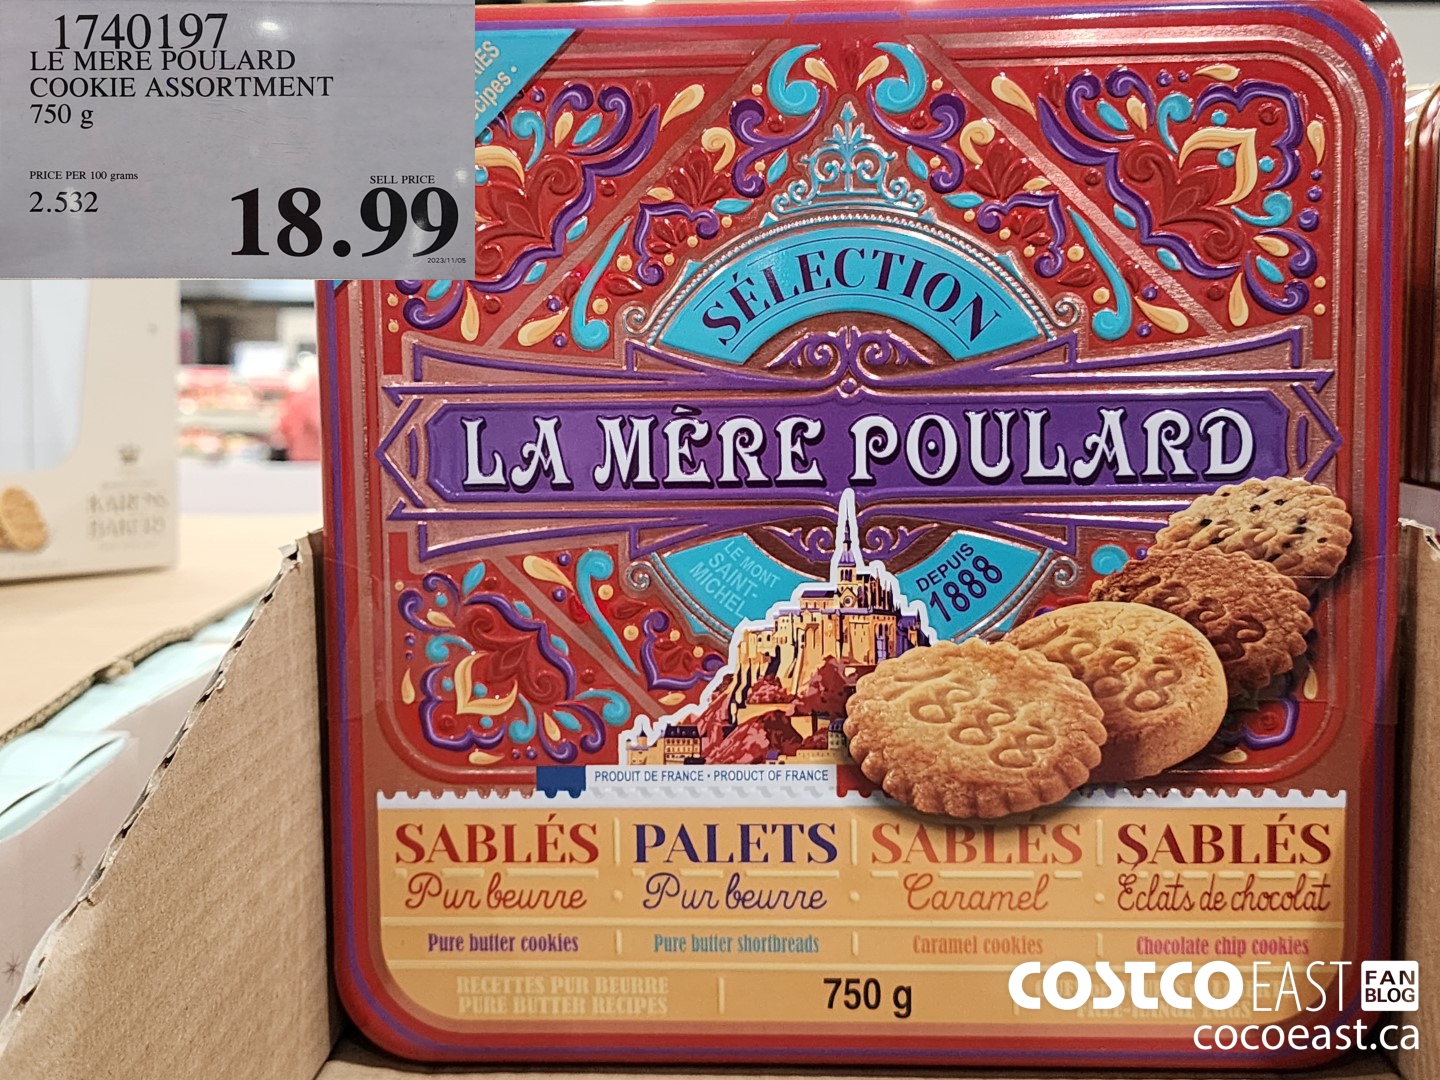 1740197
LE MERE POULARD
COOKIE ASSORTMENT
750 g
PRICE PER 100 grams
2.532
SELL PRICE
18.99
2023/11/05
SÉLECTION
LA MÈRE POULARD
LE MONT
SAINT-
MICHEL
DEPUIS
1888
1888
888
PRODUIT DE FRANCE • PRODUCT OF FRANCE
SABLÉS
Pur beurre
Pure butter cookies
PALETS
Pur beurre
Pure butter shortbreads
SABLÉS
Caramel
Caramel cookies
SABLÉS
Éclats de chocolat
Chocolate chip cookies
RECETTES PUR BEURRE
PURE BUTTER RECIPES
750 g
COSTCO EAST FAN
BLOG
cocoeast.ca